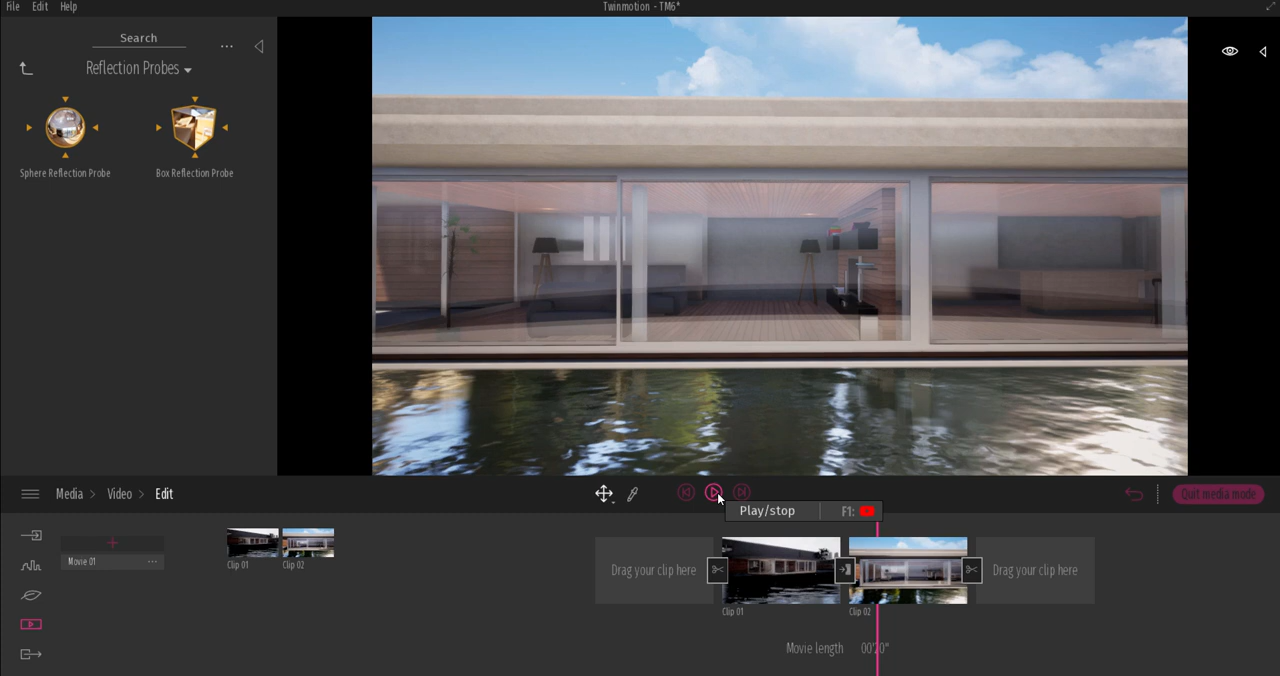 File Edit Help
Twinmotion - TM6*
Search
...
Reflection Probes
Sphere Reflection Probe
Box Reflection Probe
Media > Video > Edit
Quit media mode
Play/stop F1:
Movie 01 ...
Clip 01
Clip 02
Drag your clip here
Drag your clip here
Clip 01
Clip 02
Movie length